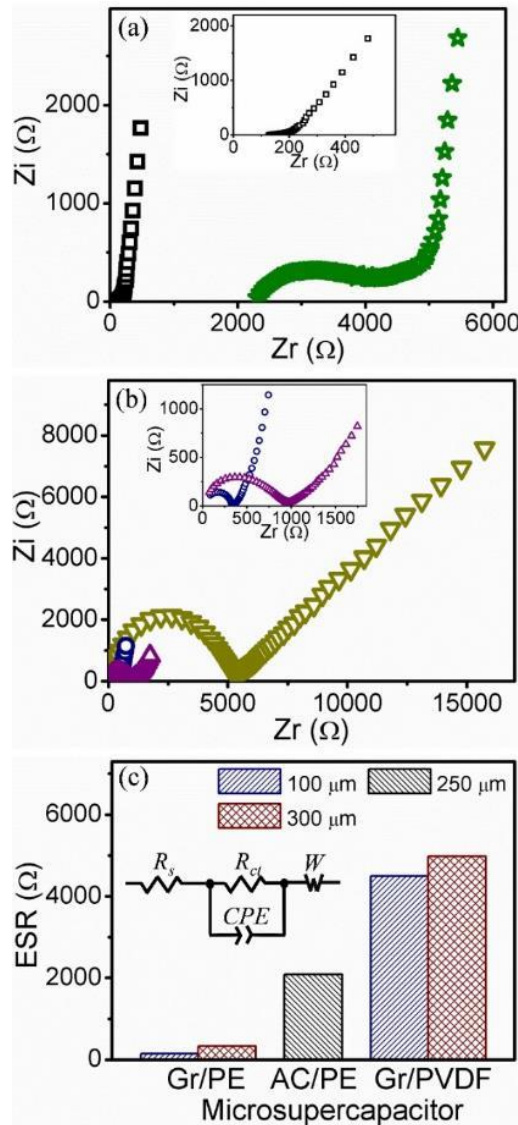 (a)
2000
1000
0
Zi (Ω)
0 2000 4000 6000
Zr (Ω)
2000
1000
0
Zi (Ω)
0 200 400
Zr (Ω)
(b)
8000
6000
4000
2000
0
Zi (Ω)
0 5000 10000 15000
Zr (Ω)
1000
500
250
0
Zi (Ω)
0 500 1000 1500
Zr (Ω)
(c)
100 μm 250 μm
300 μm
6000
4000
2000
0
ESR (Ω)
Rs Rct W
CPE
Gr/PE AC/PE Gr/PVDF
Microsupercapacitor